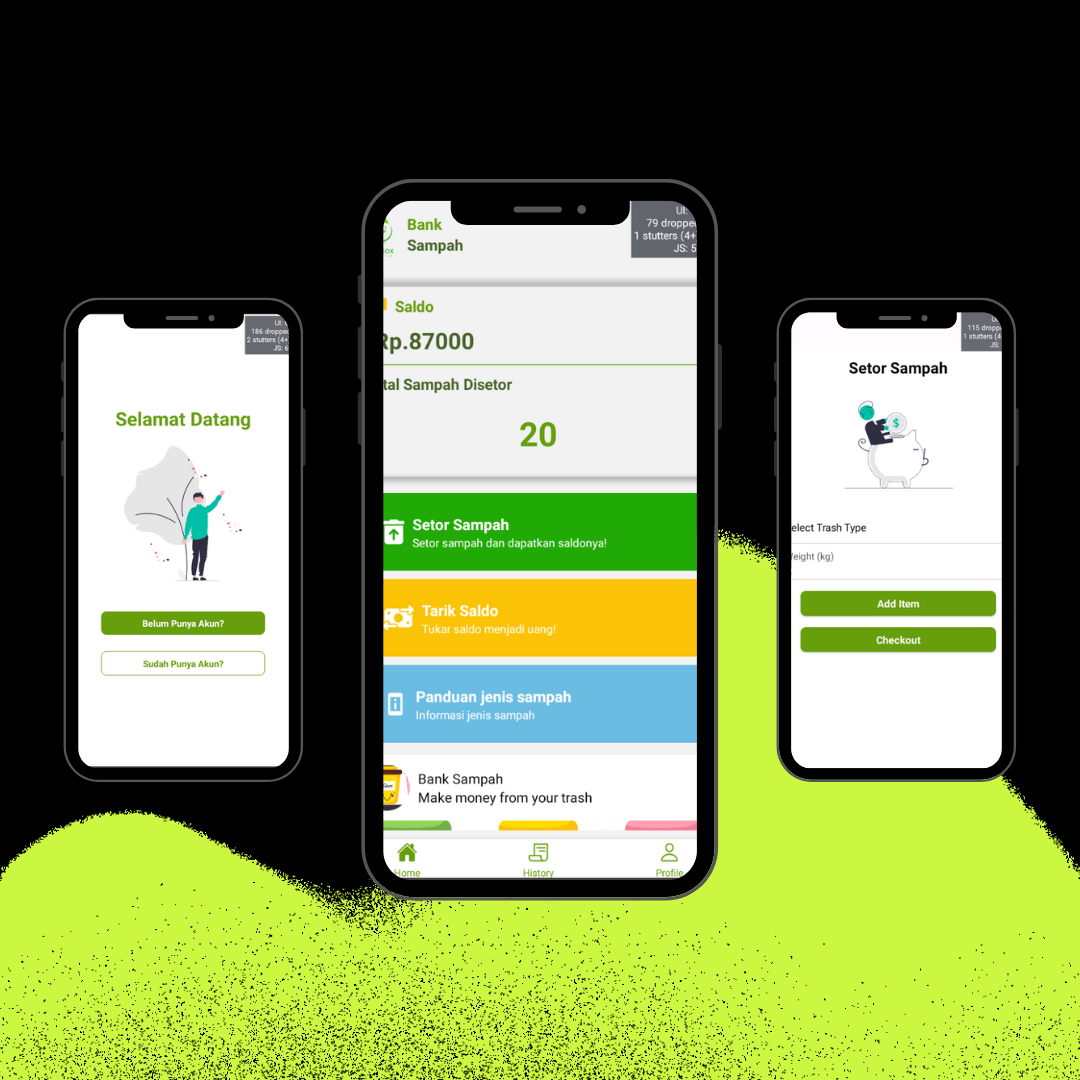 UI:
186 dropped
2 stutters (4+
JS: 6
Selamat Datang
Belum Punya Akun?
Sudah Punya Akun?
Bank
Sampah
UI:
79 dropped
1 stutters (4+
JS: 5
Saldo
Rp.87000
tal Sampah Disetor
20
Setor Sampah
Setor sampah dan dapatkan saldonya!
Tarik Saldo
Tukar saldo menjadi uang!
Panduan jenis sampah
Informasi jenis sampah
Bank Sampah
Make money from your trash
Home
History
Profile
115 dropp
1 stutters (4
JS:
Setor Sampah
$
elect Trash Type
eight (kg)
Add Item
Checkout